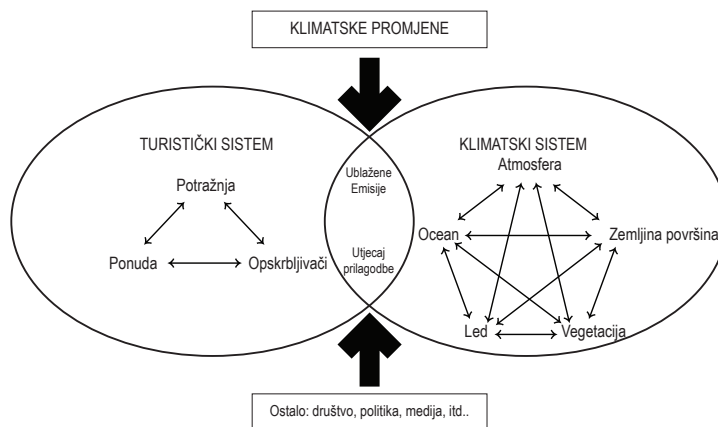 KLIMATSKE PROMJENE
TURISTIČKI SISTEM
Potražnja
Ponuda
Opskrbljivači
Ublažene
Emisije
Utjecaj
prilagodbe
KLIMATSKI SISTEM
Atmosfera
Ocean
Zemljina površina
Led
Vegetacija
Ostalo: društvo, politika, medija, itd..